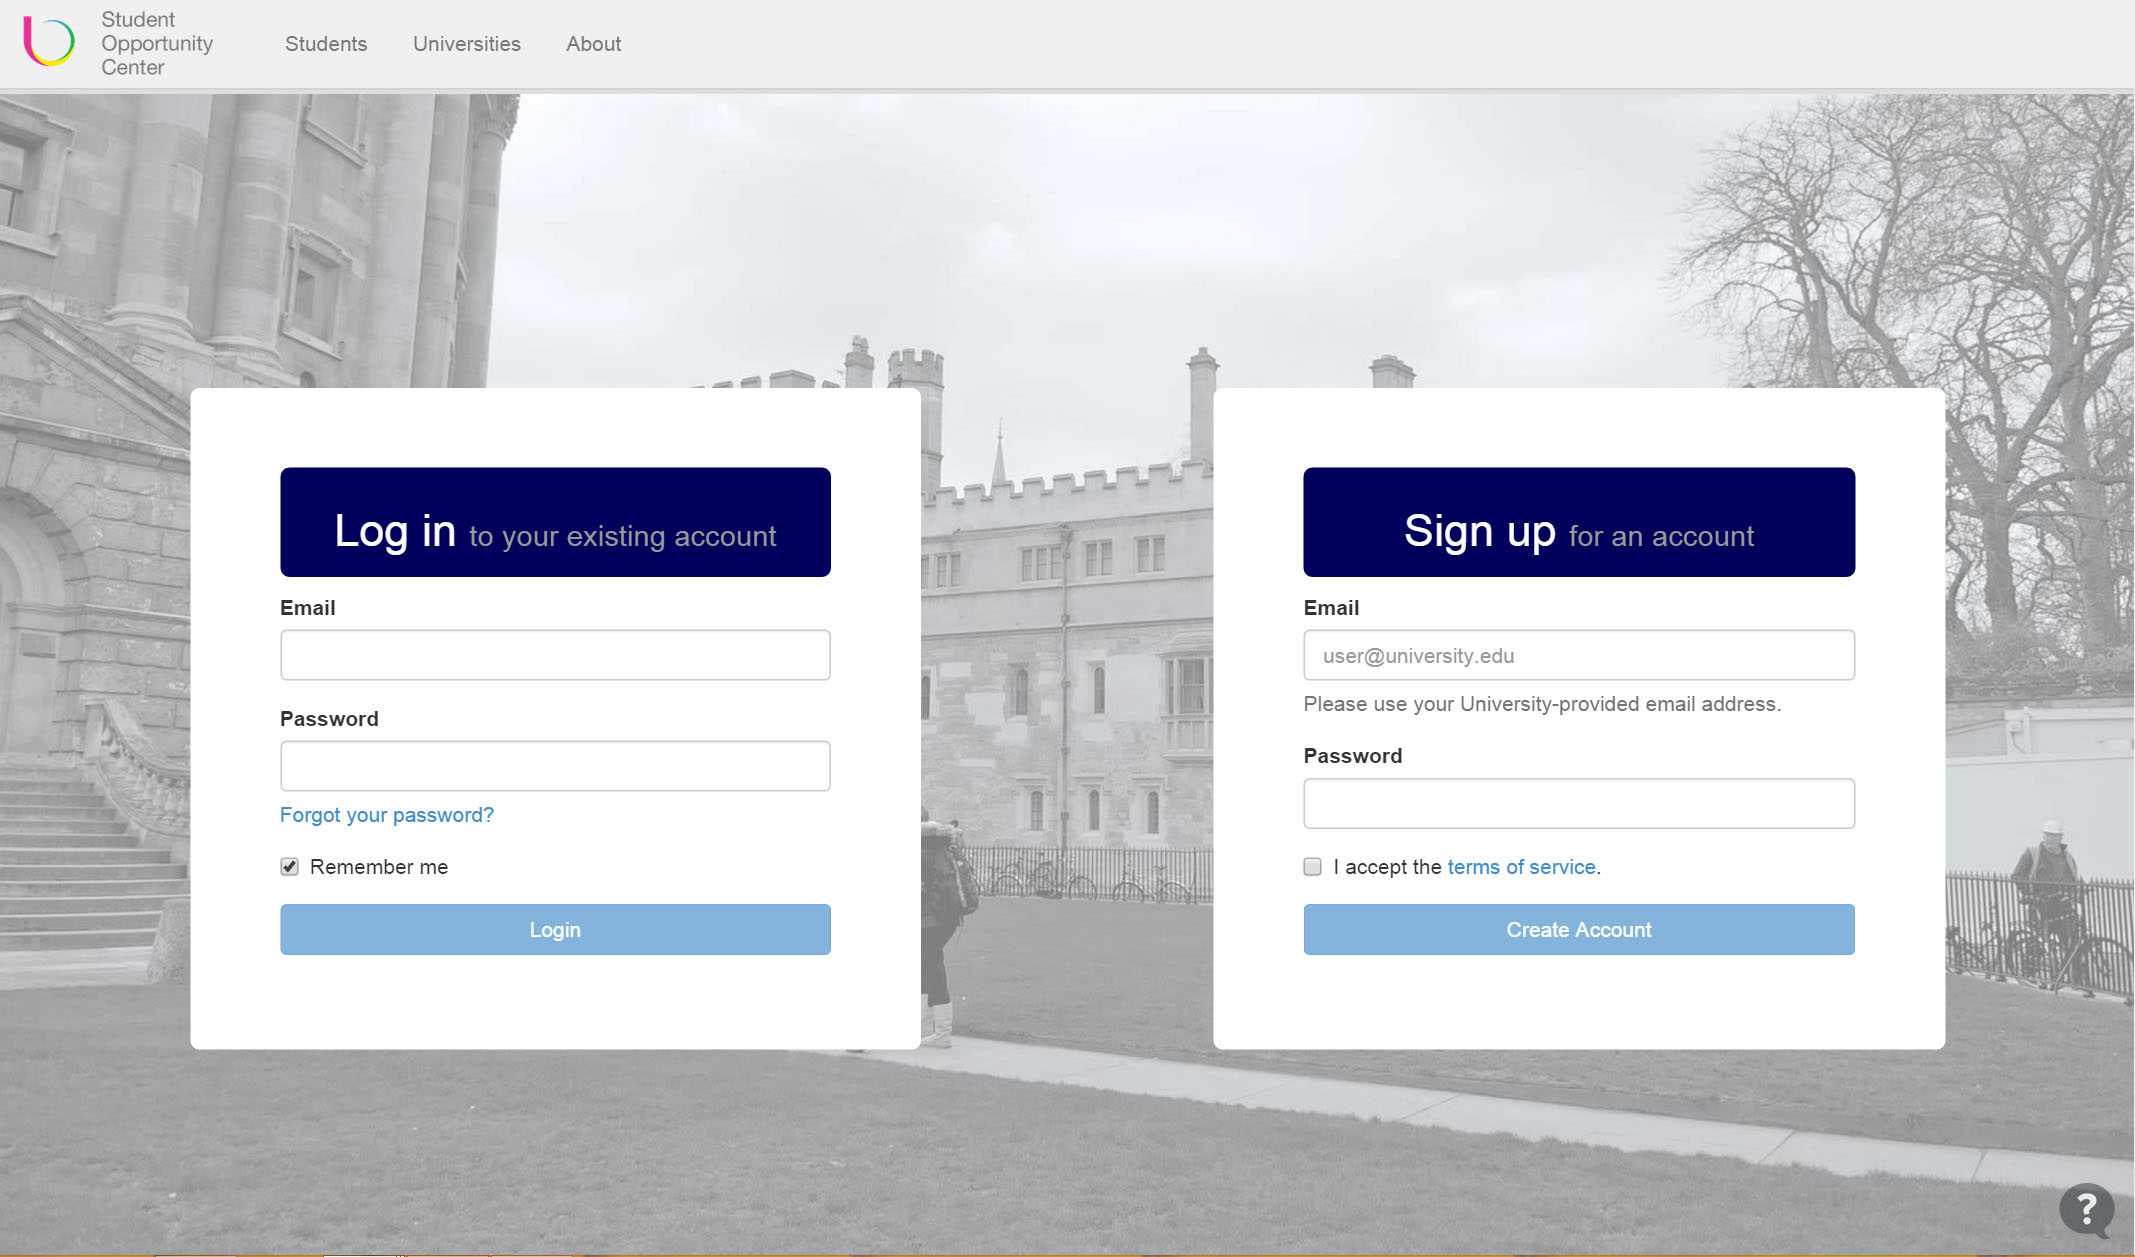 Student
Opportunity
Center
Students
Universities
About
Log in to your existing account
Email
Password
Forgot your password?
Remember me
Login
Sign up for an account
Email
user@university.edu
Please use your University-provided email address.
Password
I accept the terms of service.
Create Account
?